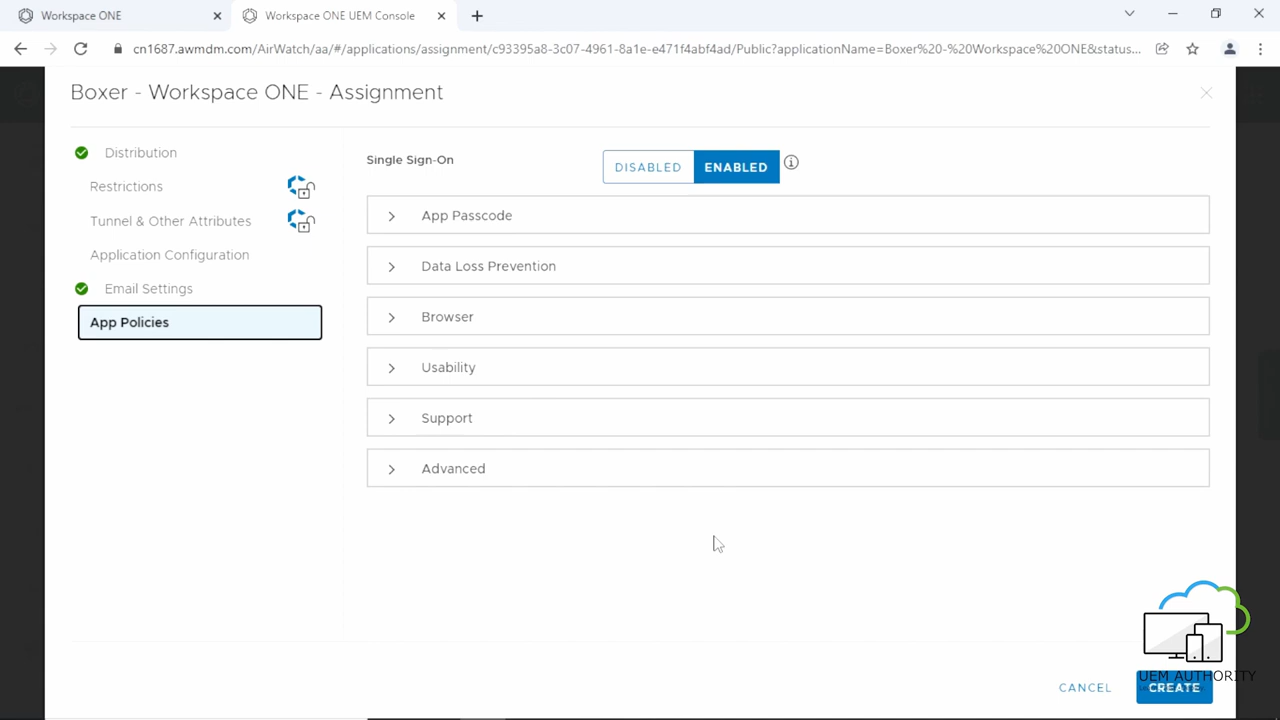 Workspace ONE
Workspace ONE UEM Console
cn1687.awmdm.com/AirWatch/aa/#/applications/assignment/c93395a8-3c07-4961-8a1e-e471f4abf4ad/Public?applicationName=Boxer%20-%20Workspace%20ONE&status...
Boxer - Workspace ONE - Assignment
Distribution
Restrictions
Tunnel & Other Attributes
Application Configuration
Email Settings
App Policies
Single Sign-On
DISABLED
ENABLED
App Passcode
Data Loss Prevention
Browser
Usability
Support
Advanced
UEM AUTHORITY
CANCEL
CREATE